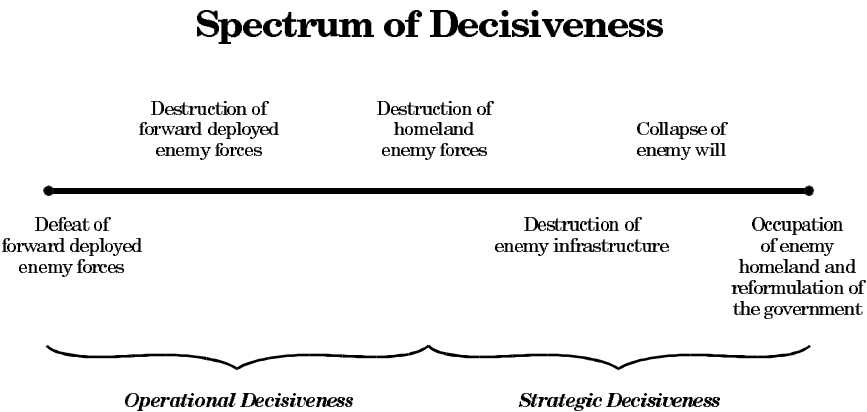 Spectrum of Decisiveness
Destruction of
forward deployed
enemy forces
Destruction of
homeland
enemy forces
Collapse of
enemy will
Defeat of
forward deployed
enemy forces
Destruction of
enemy infrastructure
Occupation
of enemy
homeland and
reformulation of
the government
Operational Decisiveness
Strategic Decisiveness